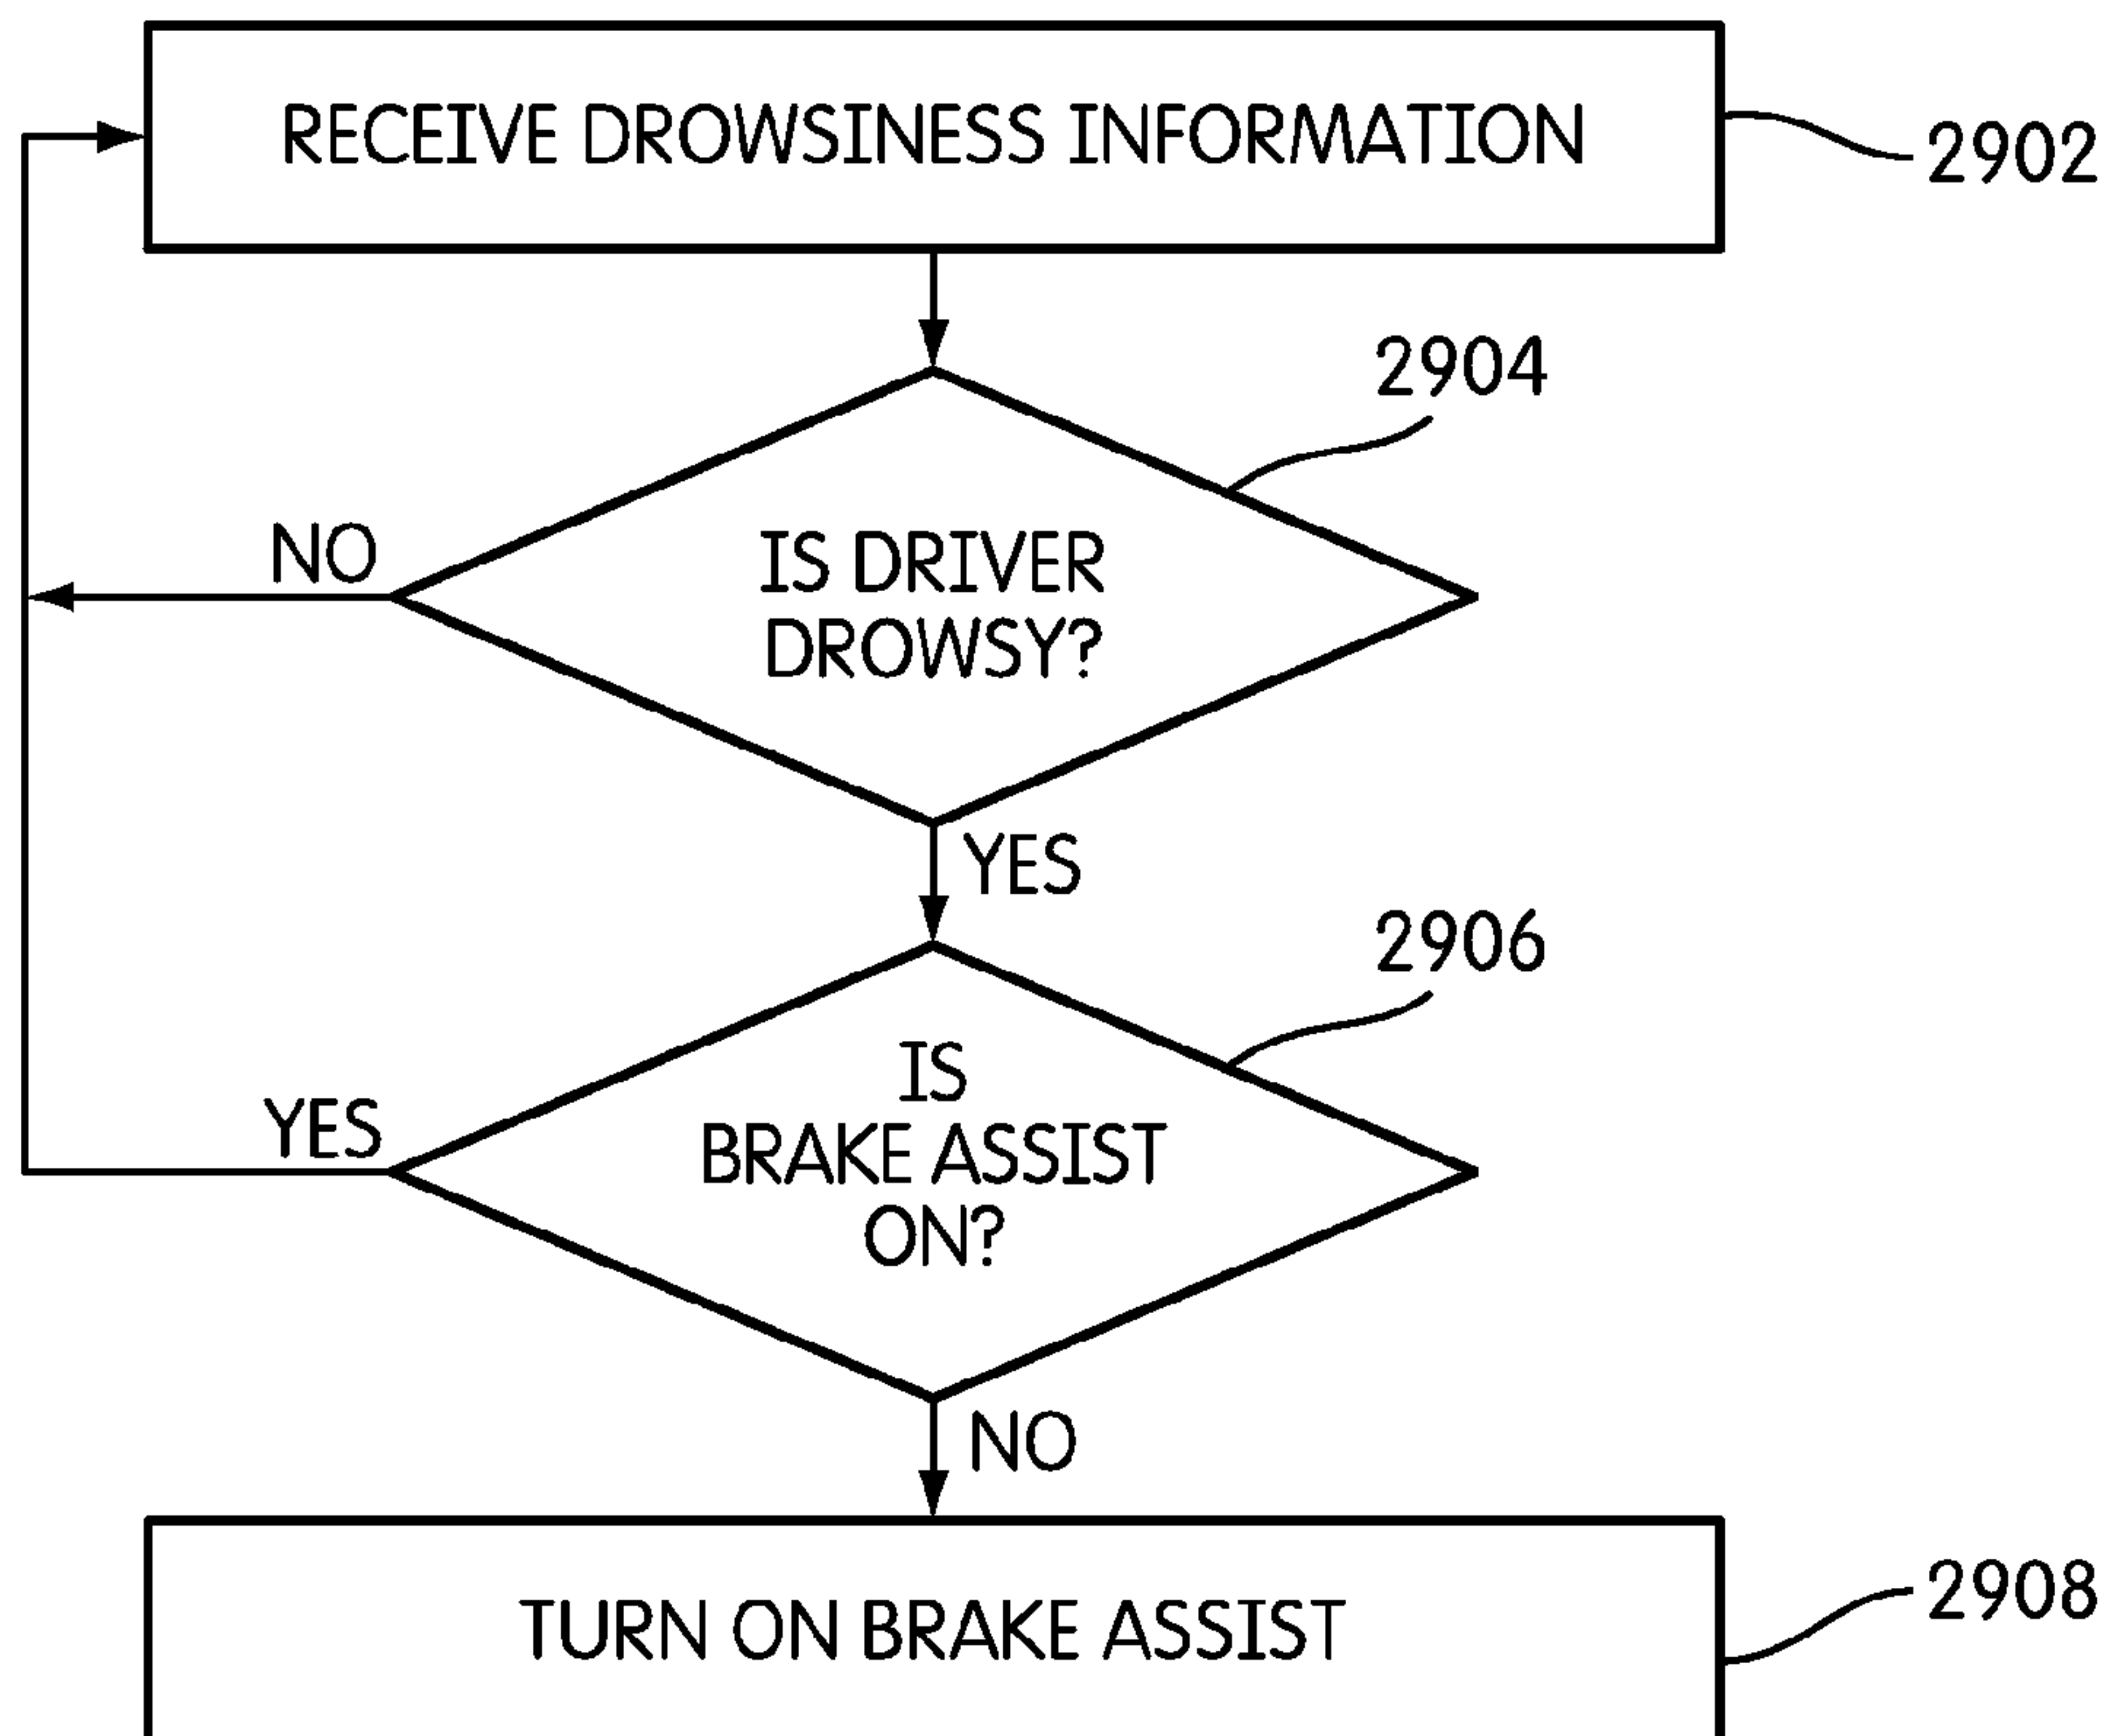 RECEIVE DROWSINESS INFORMATION
2902
2904
IS DRIVER
DROWSY?
NO
YES
2906
IS
BRAKE ASSIST
ON?
YES
NO
TURN ON BRAKE ASSIST
2908